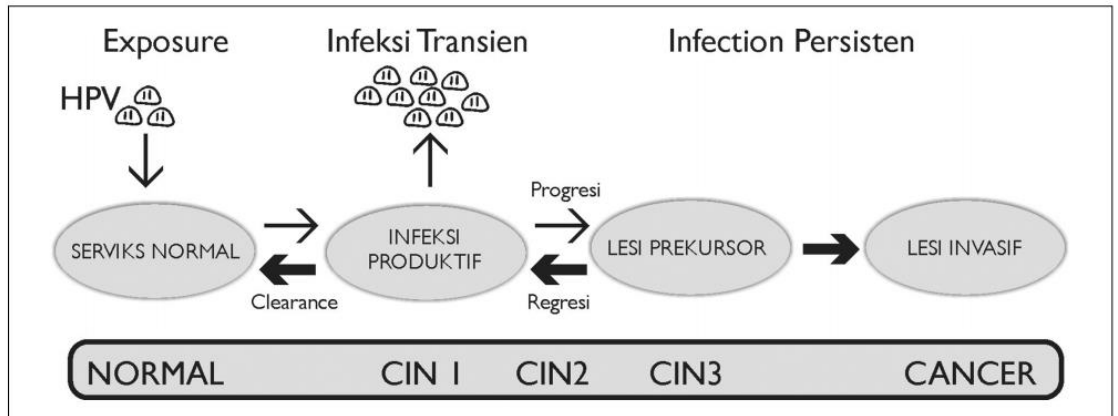 Exposure
Infeksi Transien
Infection Persisten
HPV
Progresi
SERVIKS NORMAL
INFEKSI
PRODUKTIF
LESI PREKURSOR
LESI INVASIF
Clearance
Regresi
NORMAL
CIN 1
CIN2
CIN3
CANCER